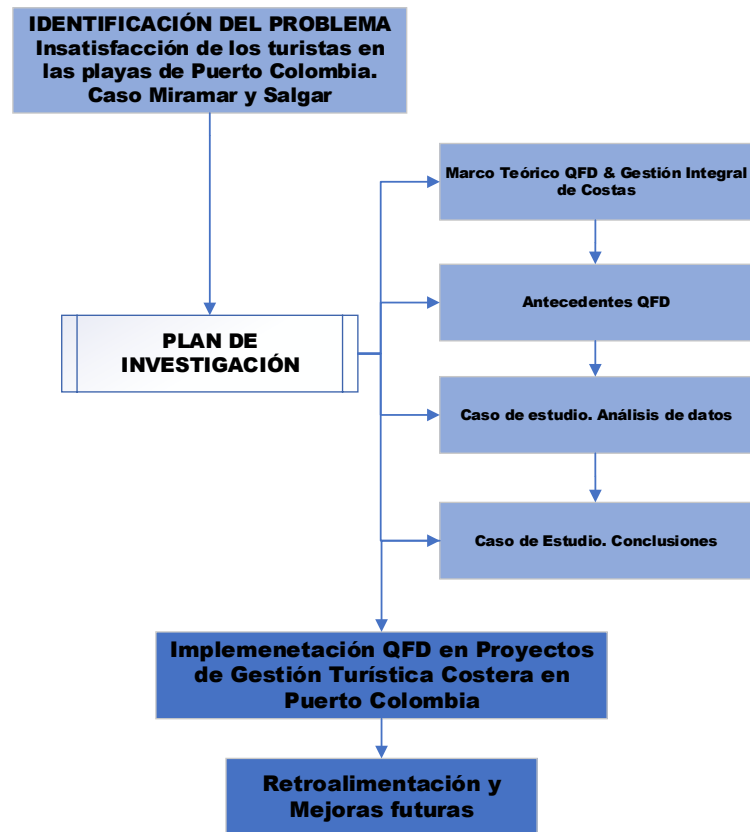 IDENTIFICACIÓN DEL PROBLEMA
Insatisfacción de los turistas en
las playas de Puerto Colombia.
Caso Miramar y Salgar
Marco Teórico QFD & Gestión Integral
de Costas
Antecedentes QFD
PLAN DE
INVESTIGACIÓN
Caso de estudio. Análisis de datos
Caso de Estudio. Conclusiones
Implemenetación QFD en Proyectos
de Gestión Turística Costera en
Puerto Colombia
Retroalimentación y
Mejoras futuras